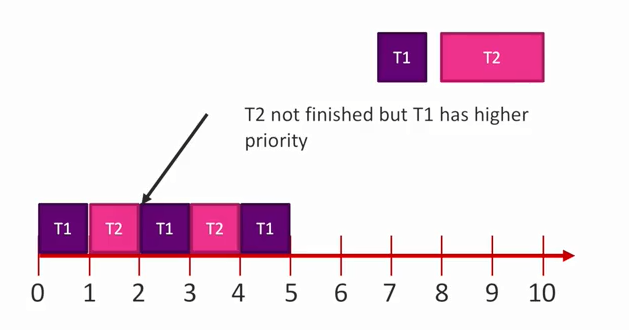 T1 T2
T2 not finished but T1 has higher
priority
T1 T2 T1 T2 T1
0 1 2 3 4 5 6 7 8 9 10